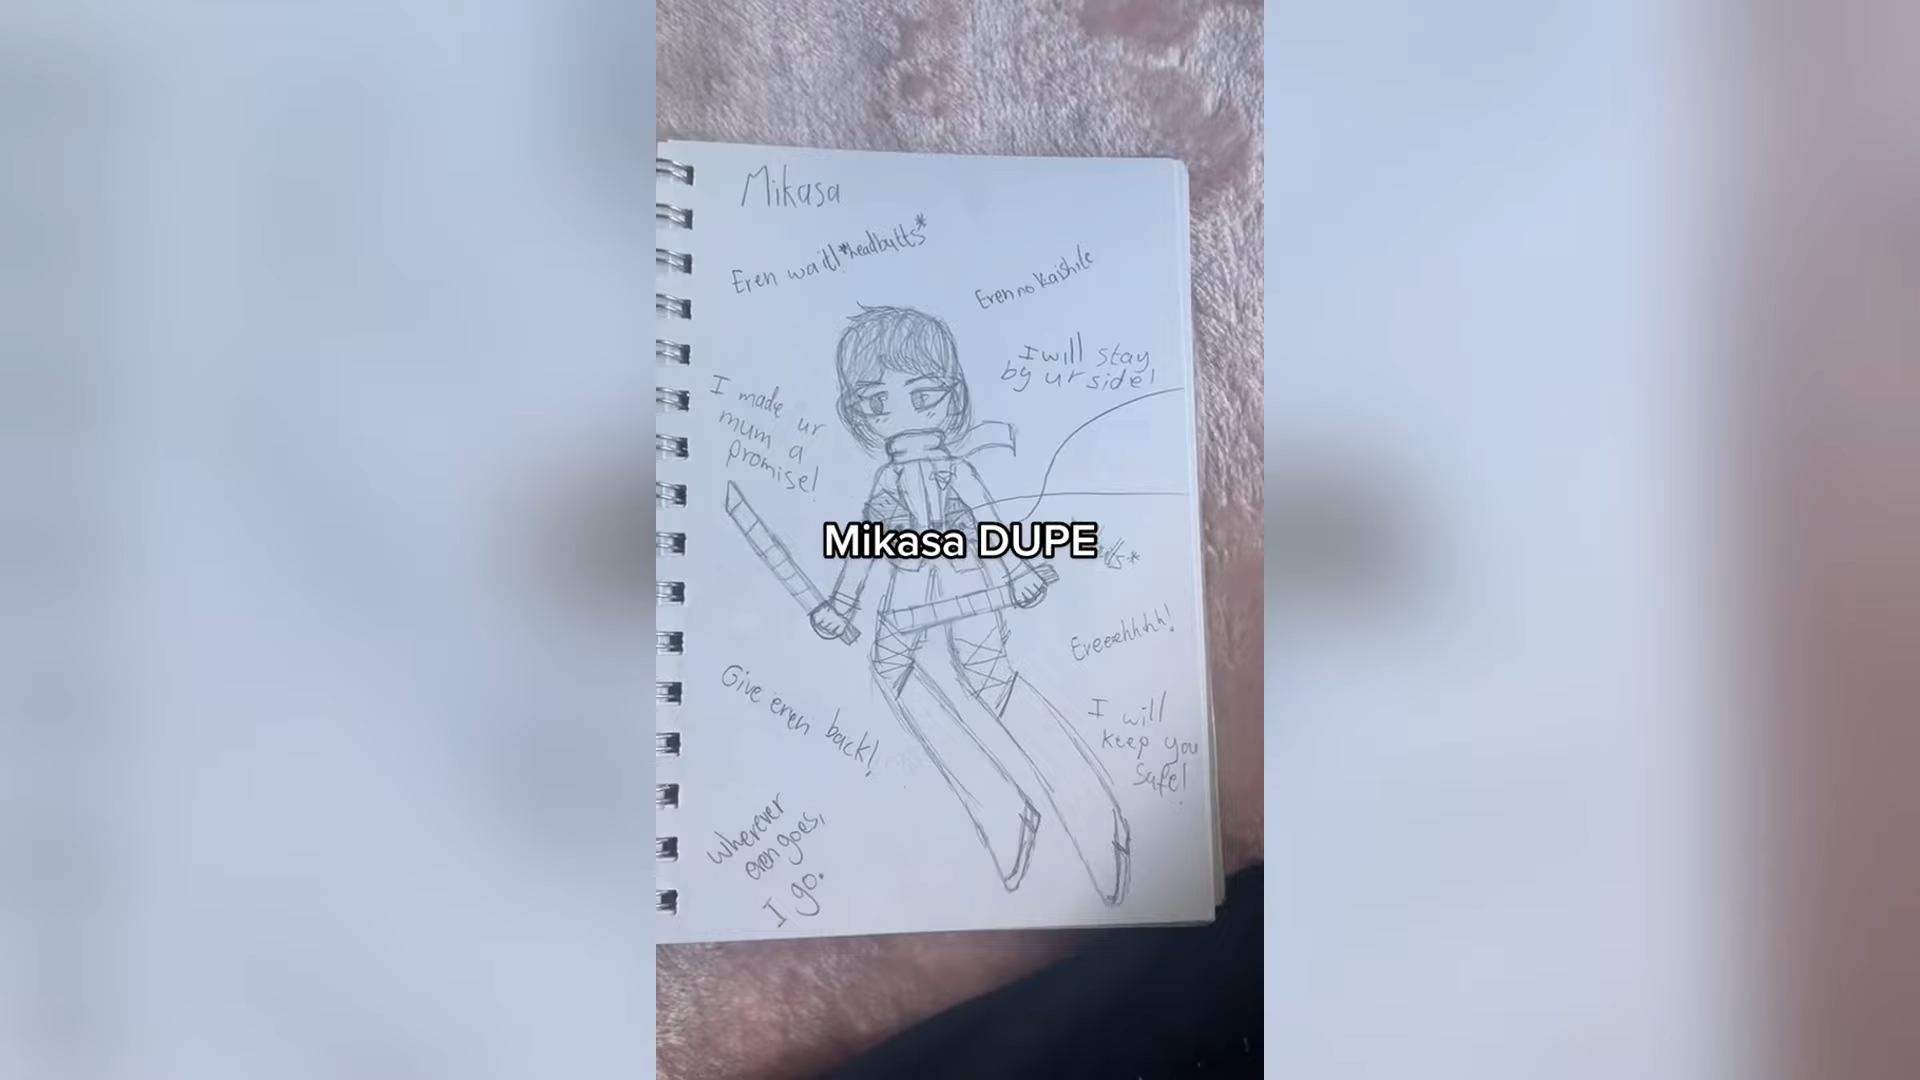 Mikasa
Eren wait! *headbutts*
Eren no
I will stay
by ur side!
I made ur
mum a
promise!
Mikasa DUPE
Ereeehhhh!
Give eren back!
I will
keep you
safe!
wherever
eren goes,
I go.